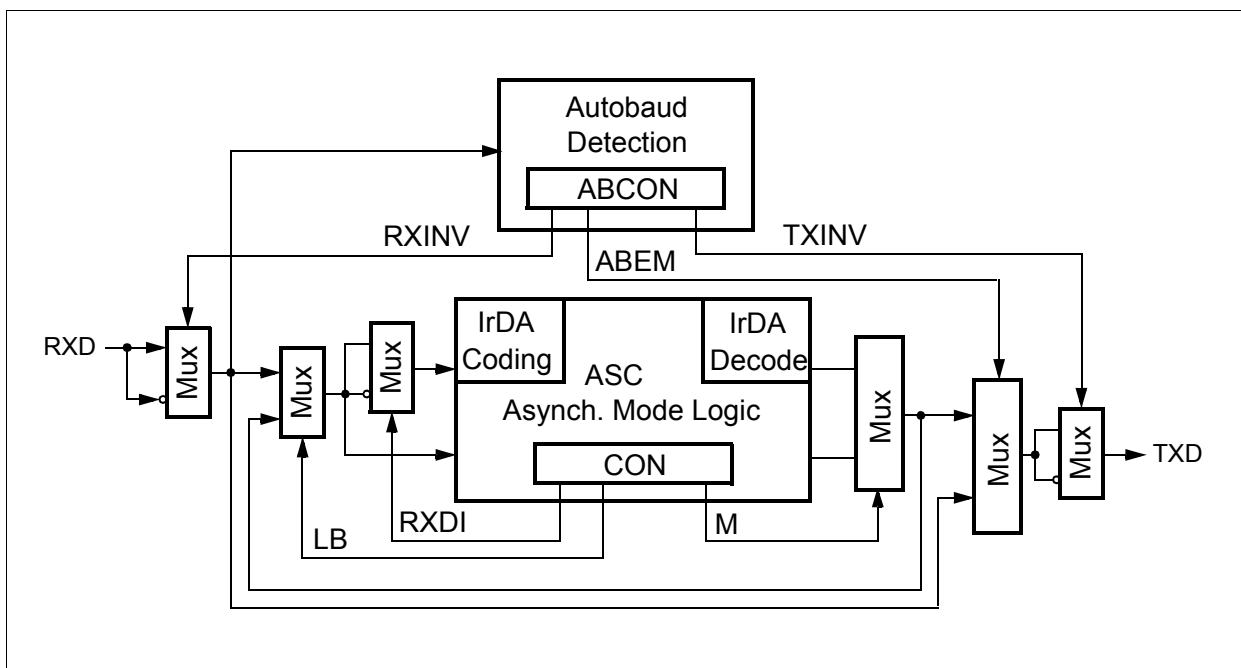 Autobaud
Detection
ABCON
RXINV
TXINV
ABEM
RXD
Mux
Mux
Mux
IrDA
Coding
IrDA
Decode
ASC
Asynch. Mode Logic
CON
Mux
Mux
Mux
TXD
RXDI
M
LB